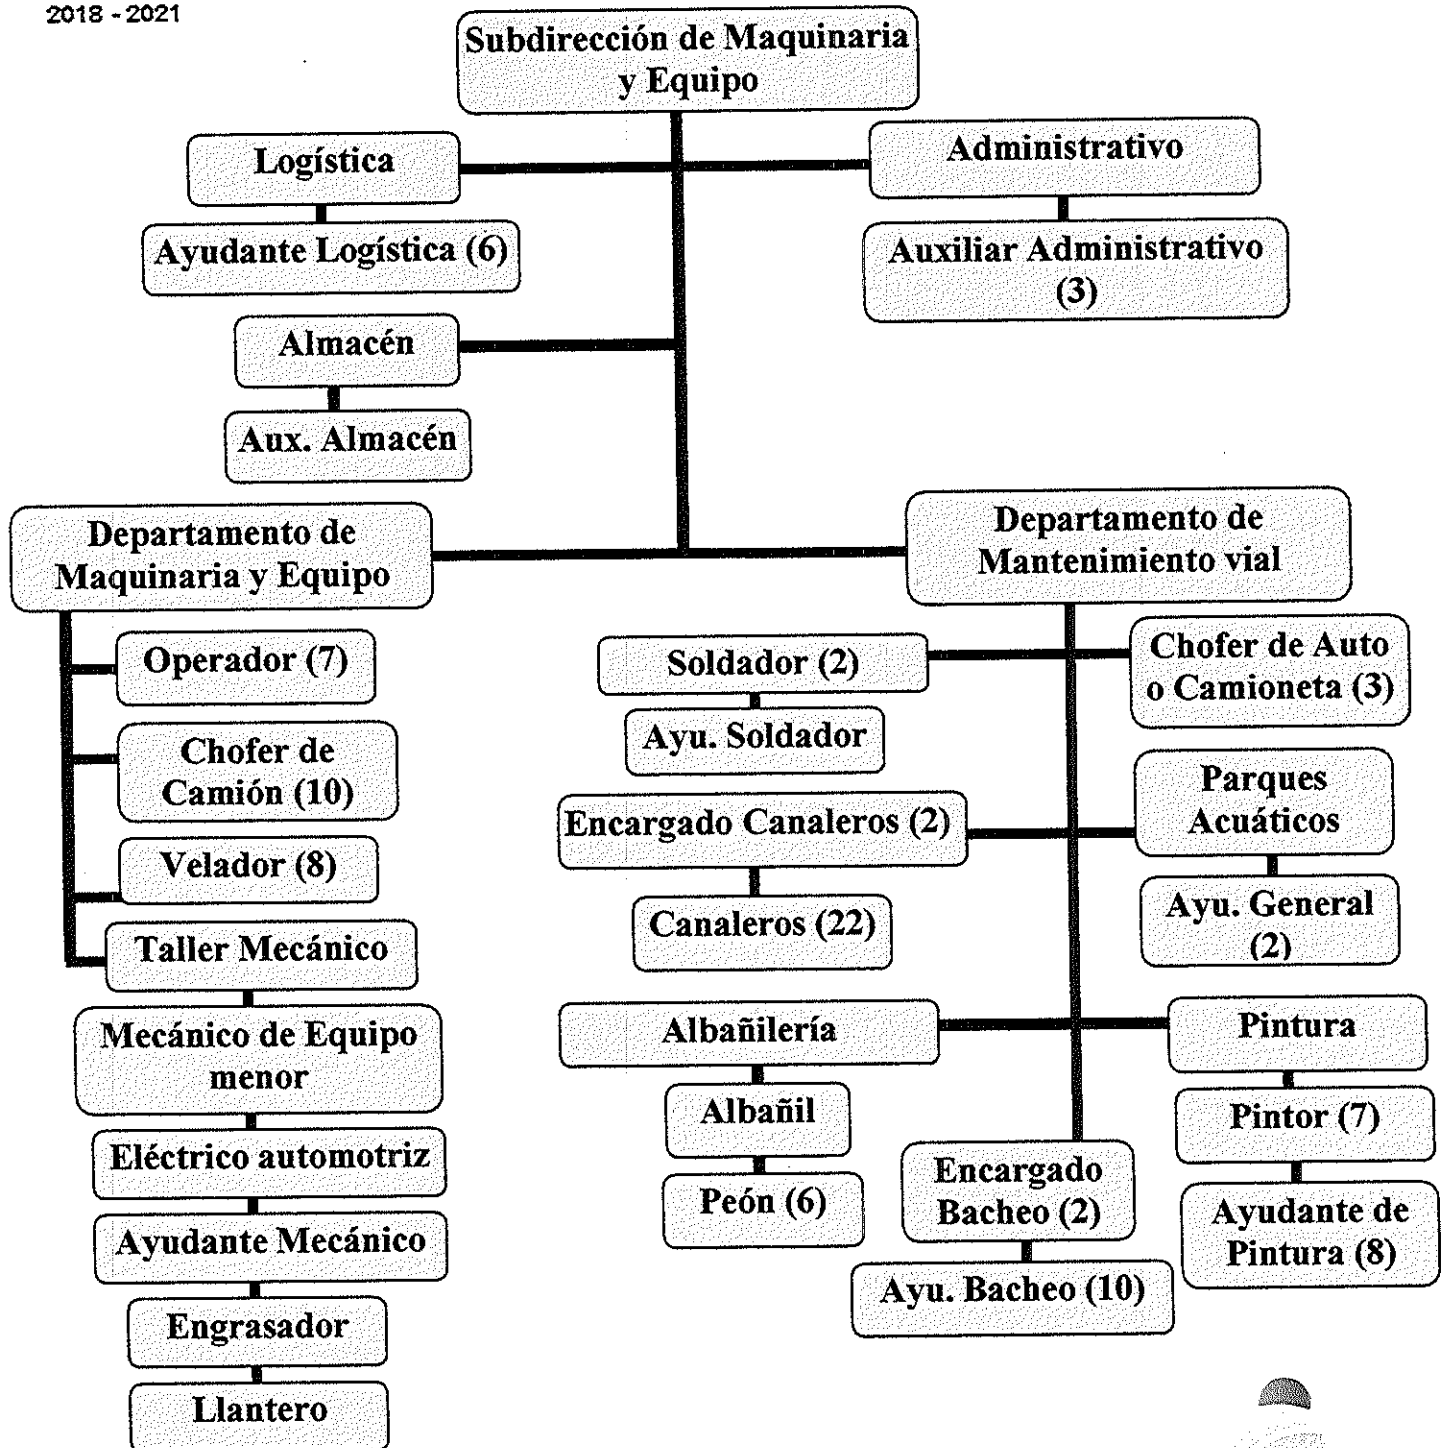 2018 - 2021
Subdirección de Maquinaria
y Equipo
Logística
Administrativo
Ayudante Logística (6)
Auxiliar Administrativo
(3)
Almacén
Aux. Almacén
Departamento de
Maquinaria y Equipo
Departamento de
Mantenimiento vial
Operador (7)
Chofer de
Camión (10)
Velador (8)
Taller Mecánico
Mecánico de Equipo
menor
Eléctrico automotriz
Ayudante Mecánico
Engrasador
Llantero
Soldador (2)
Ayu. Soldador
Chofer de Auto
o Camioneta (3)
Encargado Canaleros (2)
Canaleros (22)
Parques
Acuáticos
Ayu. General
(2)
Albañilería
Albañil
Peón (6)
Pintura
Pintor (7)
Ayudante de
Pintura (8)
Encargado
Bacheo (2)
Ayu. Bacheo (10)